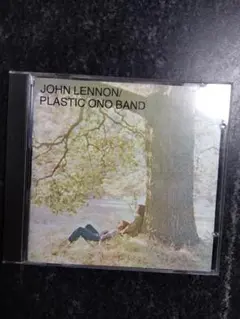 JOHN LENNON/
PLASTIC ONO BAND